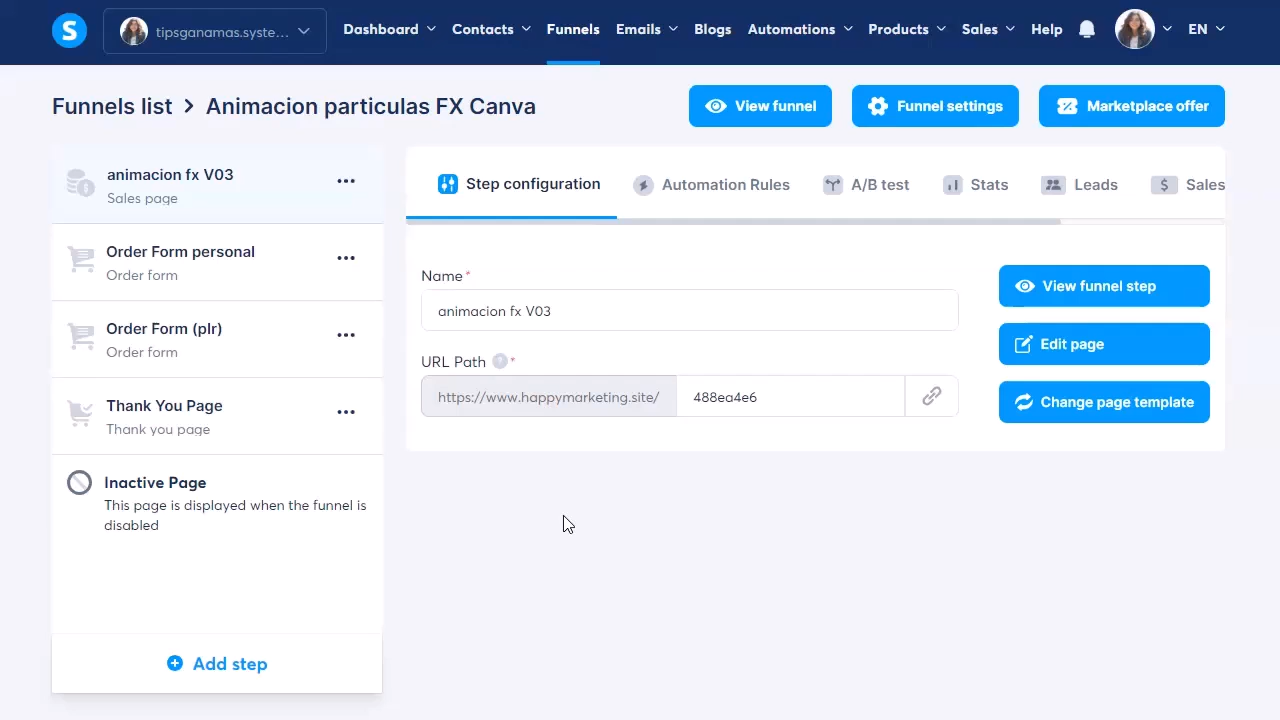 S tipsganamas.syste... Dashboard Contacts Funnels Emails Blogs Automations Products Sales Help EN
Funnels list > Animacion particulas FX Canva View funnel Funnel settings Marketplace offer
animacion fx V03
Sales page
Order Form personal
Order form
Order Form (plr)
Order form
Thank You Page
Thank you page
Inactive Page
This page is displayed when the funnel is
disabled
Add step
Step configuration Automation Rules A/B test Stats Leads Sales
Name*
animacion fx V03
URL Path ? *
https://www.happymarketing.site/ 488ea4e6
View funnel step
Edit page
Change page template